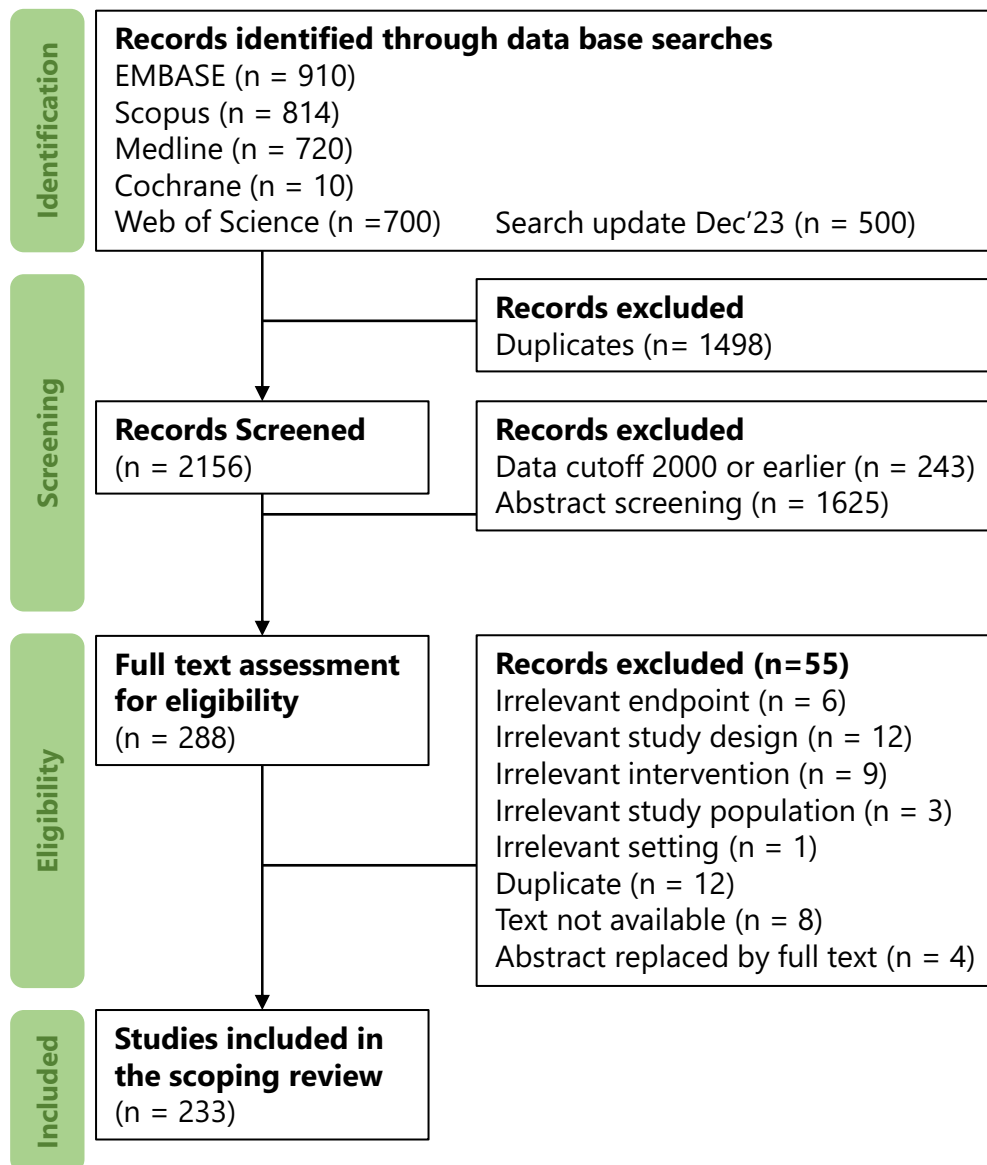 Identification
Records identified through data base searches
EMBASE (n = 910)
Scopus (n = 814)
Medline (n = 720)
Cochrane (n = 10)
Web of Science (n =700) Search update Dec’23 (n = 500)
Screening
Records excluded
Duplicates (n= 1498)
Records Screened
(n = 2156)
Records excluded
Data cutoff 2000 or earlier (n = 243)
Abstract screening (n = 1625)
Eligibility
Full text assessment
for eligibility
(n = 288)
Records excluded (n=55)
Irrelevant endpoint (n = 6)
Irrelevant study design (n = 12)
Irrelevant intervention (n = 9)
Irrelevant study population (n = 3)
Irrelevant setting (n = 1)
Duplicate (n = 12)
Text not available (n = 8)
Abstract replaced by full text (n = 4)
Included
Studies included in
the scoping review
(n = 233)